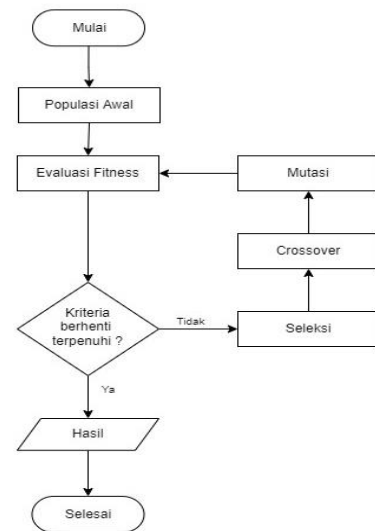 Mulai
Populasi Awal
Evaluasi Fitness
Mutasi
Crossover
Kriteria
berhenti
terpenuhi ?
Tidak
Seleksi
Ya
Hasil
Selesai